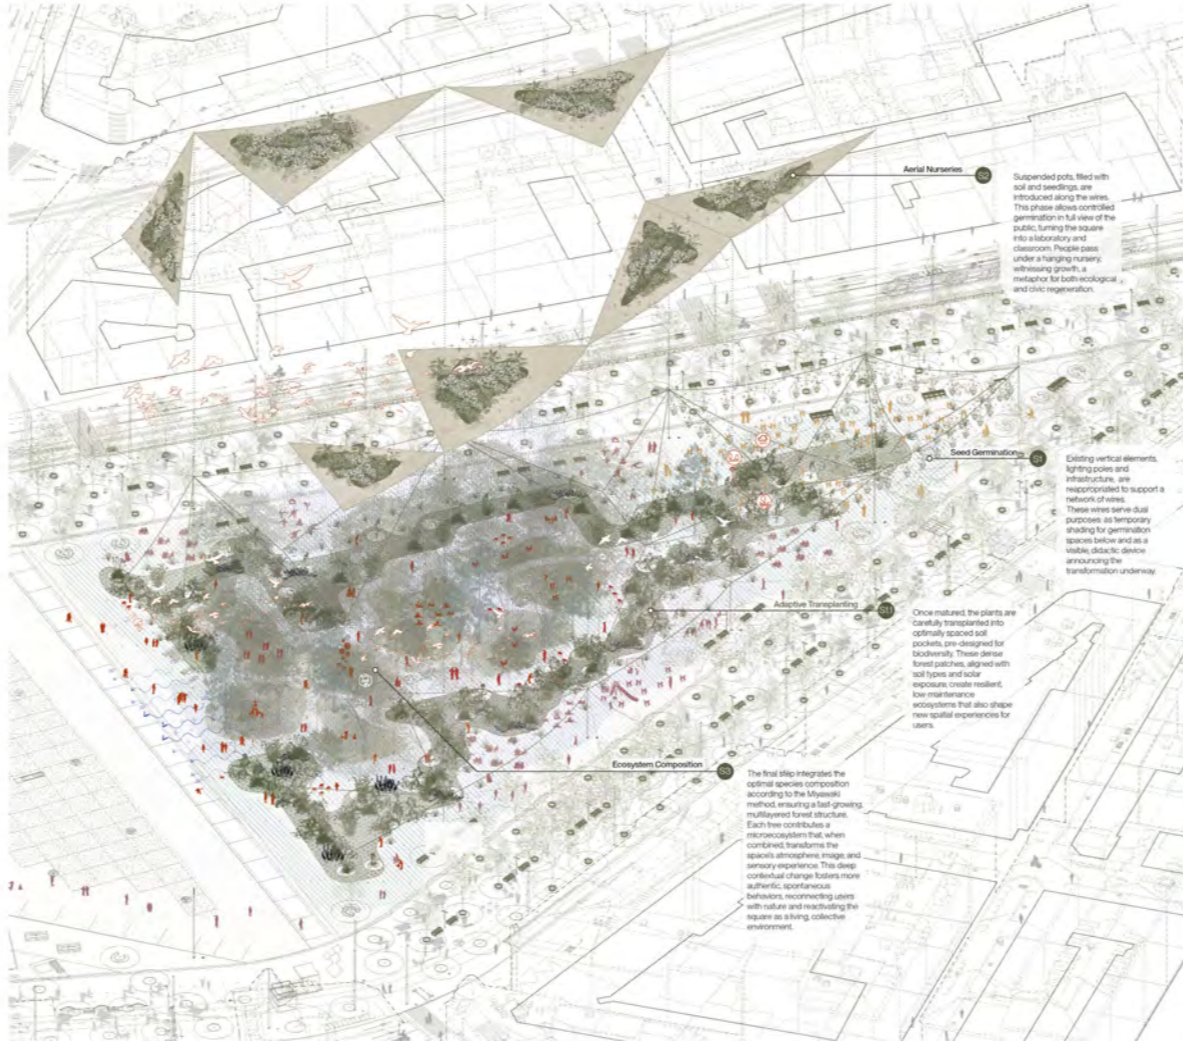 Aerial Nurseries
S2
Suspended pots, filled with
soil and seedlings, are
introduced along the wires.
This phase allows controlled
germination in full view of the
public, turning the square
into a laboratory and
classroom. People pass
under a hanging nursery,
witnessing growth, a
metaphor for both ecological
and civic regeneration.
Seed Germination
S1
Existing vertical elements,
lighting poles and
infrastructure, are
reappropriated to support a
network of wires.
These wires serve dual
purposes: as temporary
shading for germination
spaces below and as a
visible, didactic device
announcing the
transformation underway.
Adaptive Transplanting
S1.1
Once matured, the plants are
carefully transplanted into
optimally spaced soil
pockets, pre-designed for
biodiversity. These dense
forest patches, aligned with
soil types and solar
exposure, create resilient,
low-maintenance
ecosystems that also shape
new spatial experiences for
users.
Ecosystem Composition
S3
The final step integrates the
optimal species composition
according to the Miyawaki
method, ensuring a fast-growing,
multilayered forest structure.
Each tree contributes a
microecosystem that, when
combined, transforms the
space's atmosphere, image, and
sensory experience. This deep
contextual change fosters more
authentic, spontaneous
behaviors, reconnecting users
with nature and reactivating the
square as a living, collective
environment.